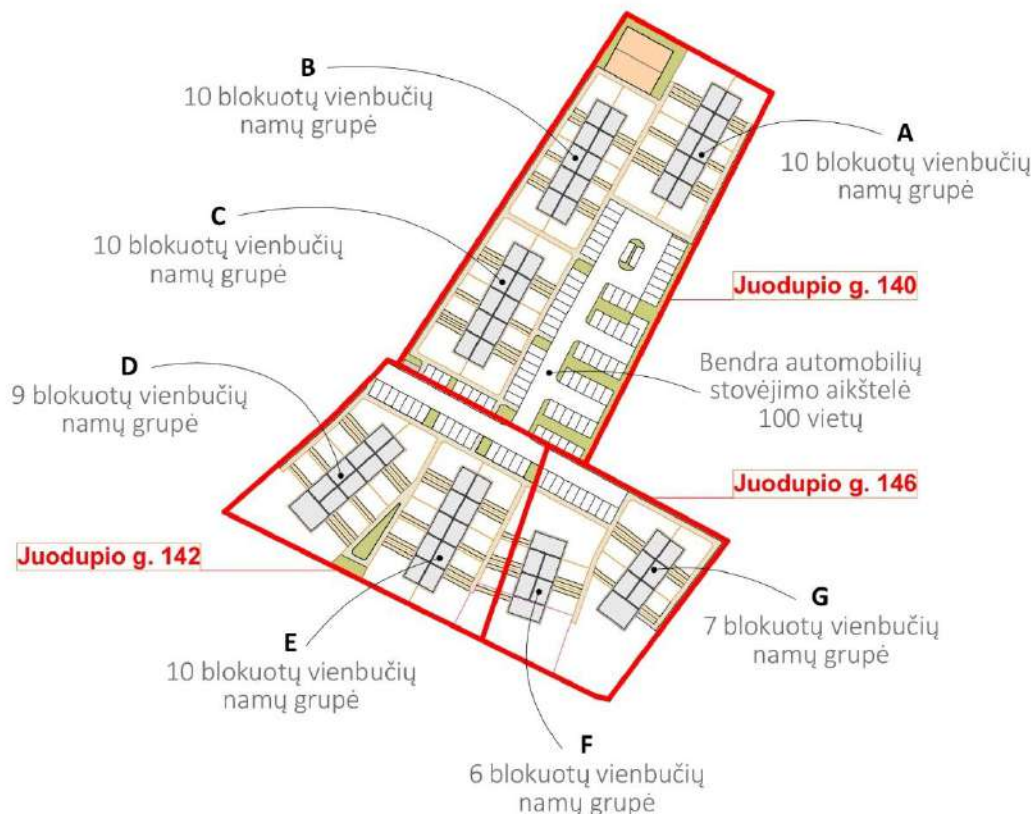 B
10 blokuotų vienbučių
namų grupė
A
10 blokuotų vienbučių
namų grupė
C
10 blokuotų vienbučių
namų grupė
Juodupio g. 140
D
9 blokuotų vienbučių
namų grupė
Bendra automobilių
stovėjimo aikštelė
100 vietų
Juodupio g. 146
Juodupio g. 142
G
7 blokuotų vienbučių
namų grupė
E
10 blokuotų vienbučių
namų grupė
F
6 blokuotų vienbučių
namų grupė